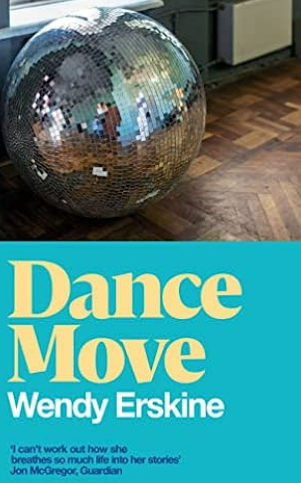 Dance
Move
Wendy Erskine
'I can't work out how she
breathes so much life into her stories'
Jon McGregor, Guardian